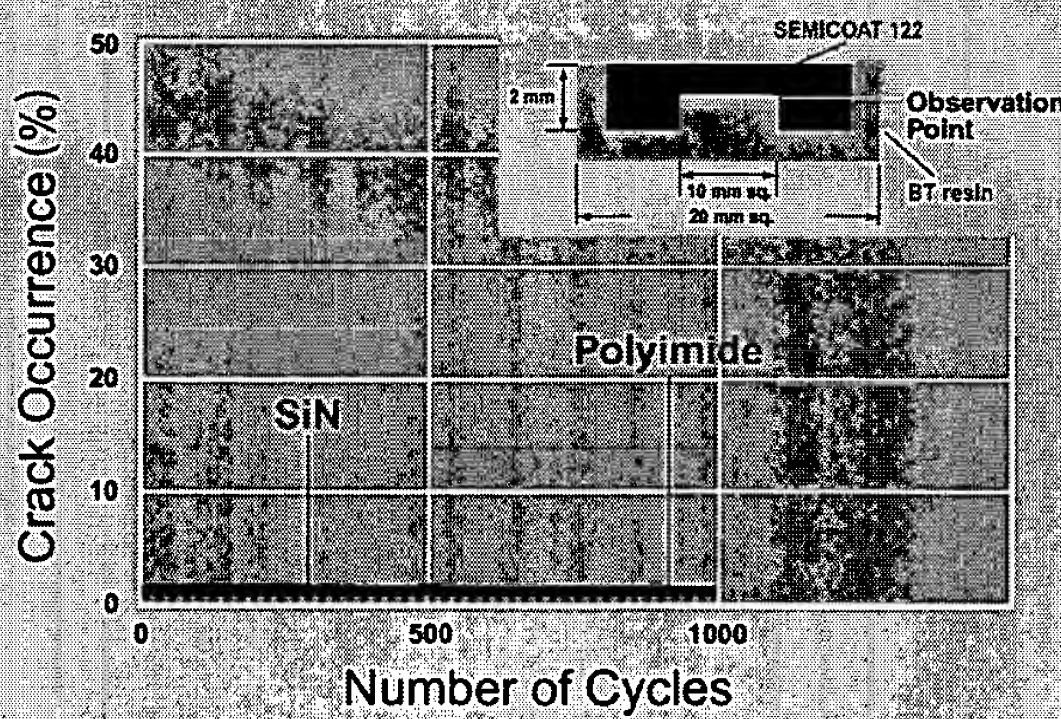 Crack Occurrence (%)
50
40
30
20
10
0
SEMICOAT 122
2 mm
Observation
Point
10 mm sq.
20 mm sq.
BT resin
Polyimide
SiN
0
500
1000
Number of Cycles